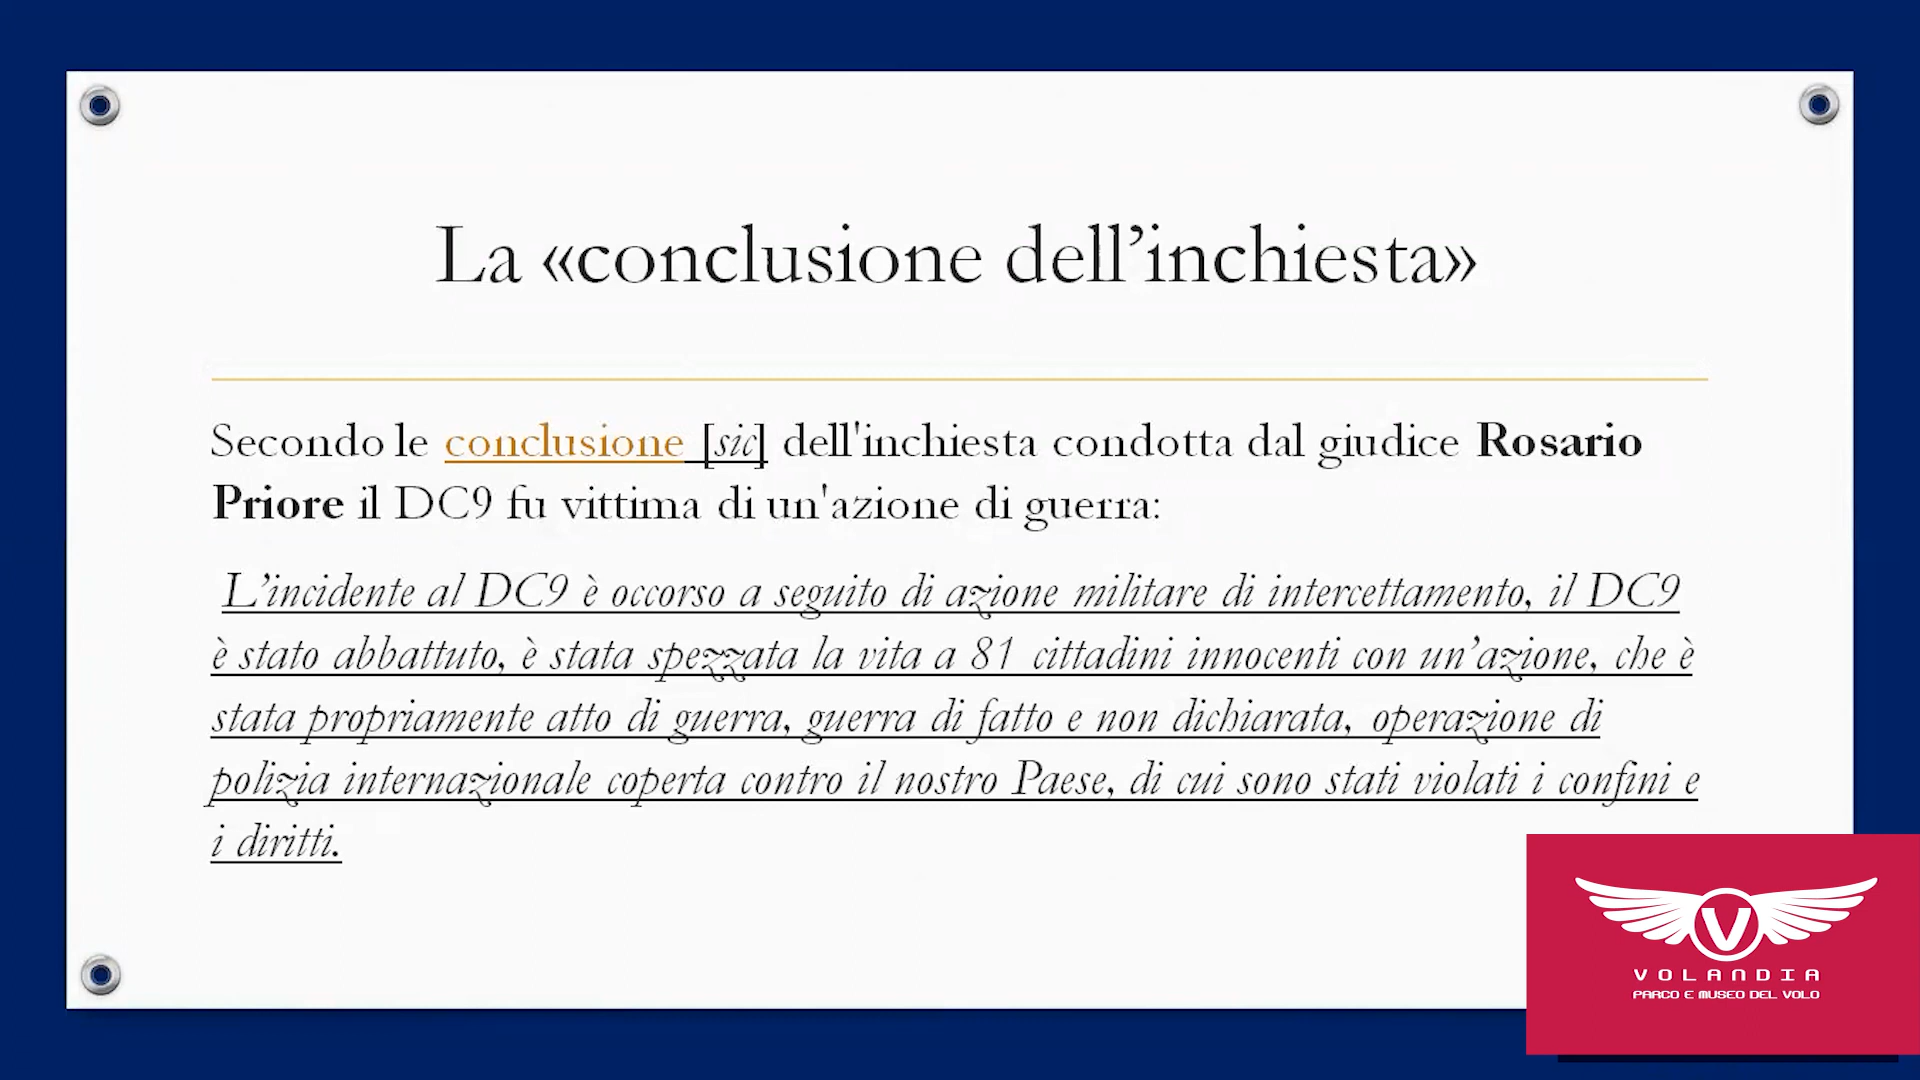 La «conclusione dell’inchiesta»
Secondo le conclusione [sic] dell'inchiesta condotta dal giudice Rosario
Priore il DC9 fu vittima di un'azione di guerra:
L’incidente al DC9 è occorso a seguito di azione militare di intercettamento, il DC9
è stato abbattuto, è stata spezzata la vita a 81 cittadini innocenti con un’azione, che è
stata propriamente atto di guerra, guerra di fatto e non dichiarata, operazione di
polizia internazionale coperta contro il nostro Paese, di cui sono stati violati i confini e
i diritti.
V
VOLANDIA
PARCO E MUSEO DEL VOLO